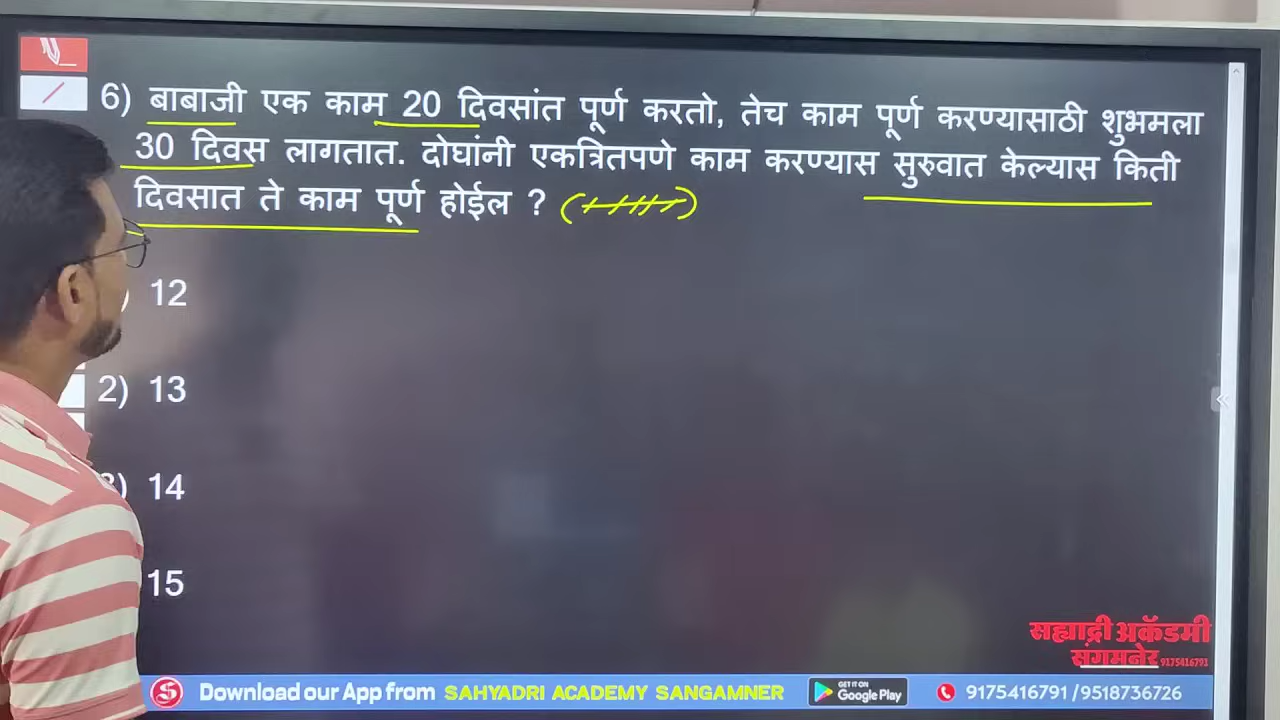 6) बाबाजी एक काम 20 दिवसांत पूर्ण करतो, तेच काम पूर्ण करण्यासाठी शुभमला
30 दिवस लागतात. दोघांनी एकत्रितपणे काम करण्यास सुरुवात केल्यास किती
दिवसात ते काम पूर्ण होईल ?
) 12
2) 13
3) 14
15
सह्याद्री अकॅडमी
संगमनेर 9175416791
Download our App from SAHYADRI ACADEMY SANGAMNER GET IT ON Google Play 9175416791 /9518736726